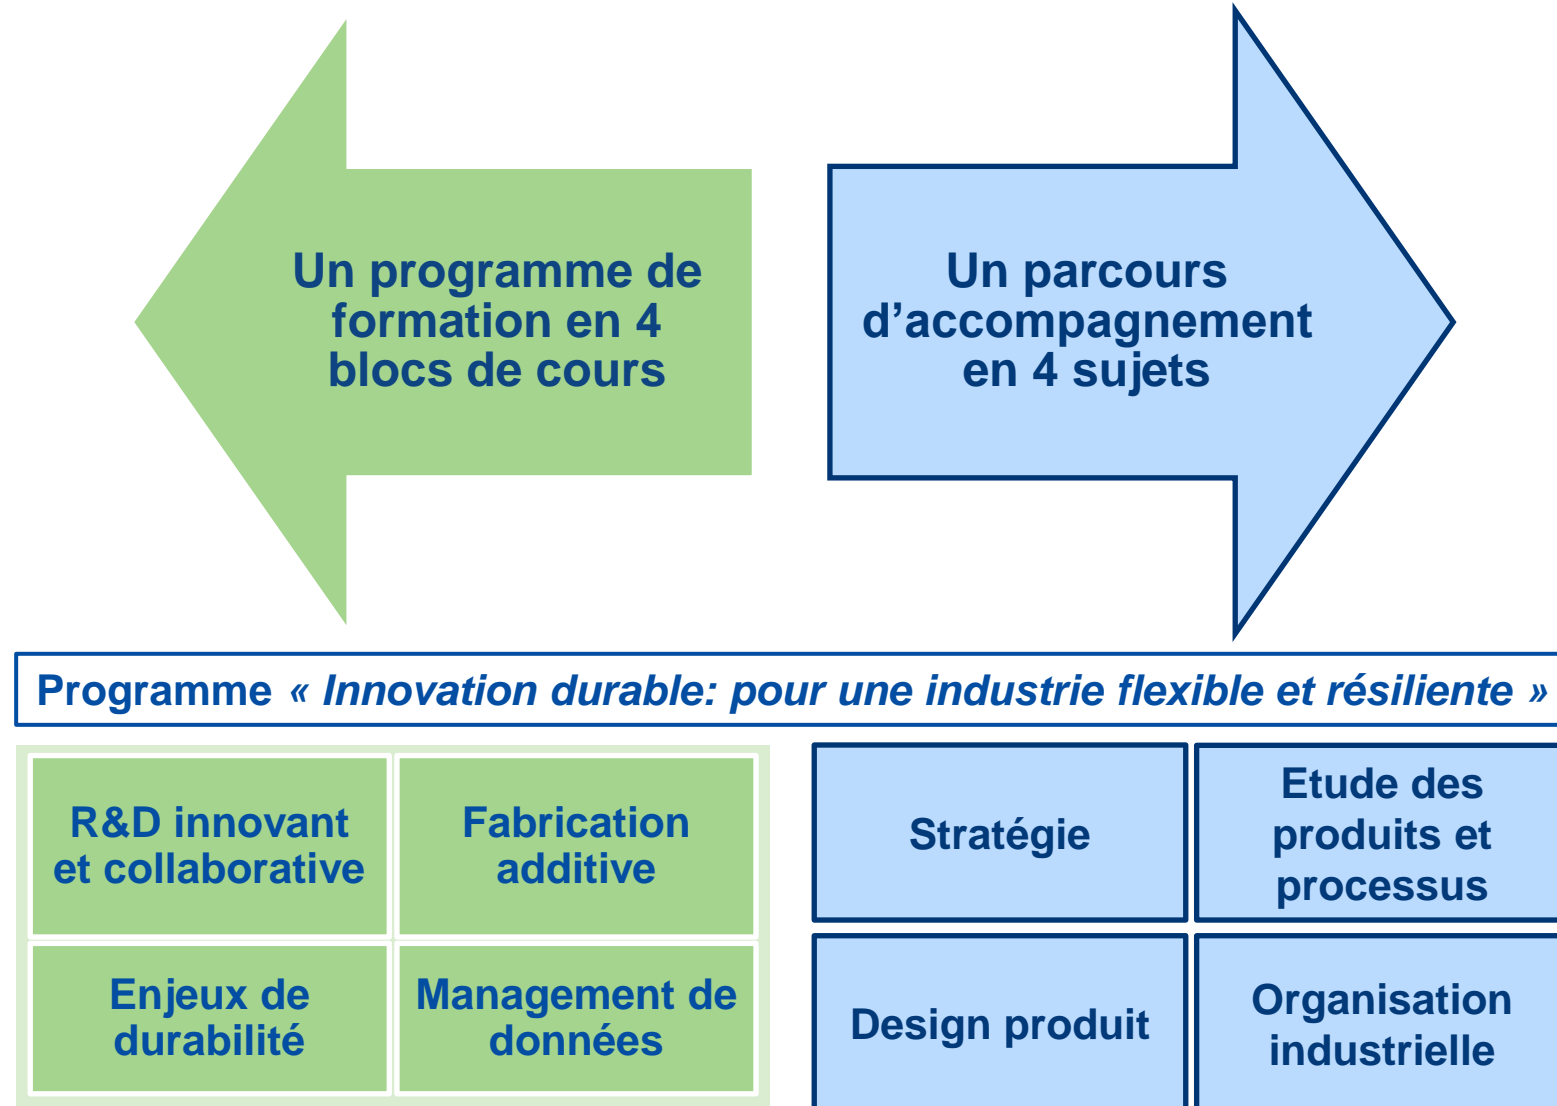 Un programme de
formation en 4
blocs de cours
Un parcours
d’accompagnement
en 4 sujets
Programme « Innovation durable: pour une industrie flexible et résiliente »
R&D innovant
et collaborative
Fabrication
additive
Enjeux de
durabilité
Management de
données
Stratégie
Etude des
produits et
processus
Design produit
Organisation
industrielle